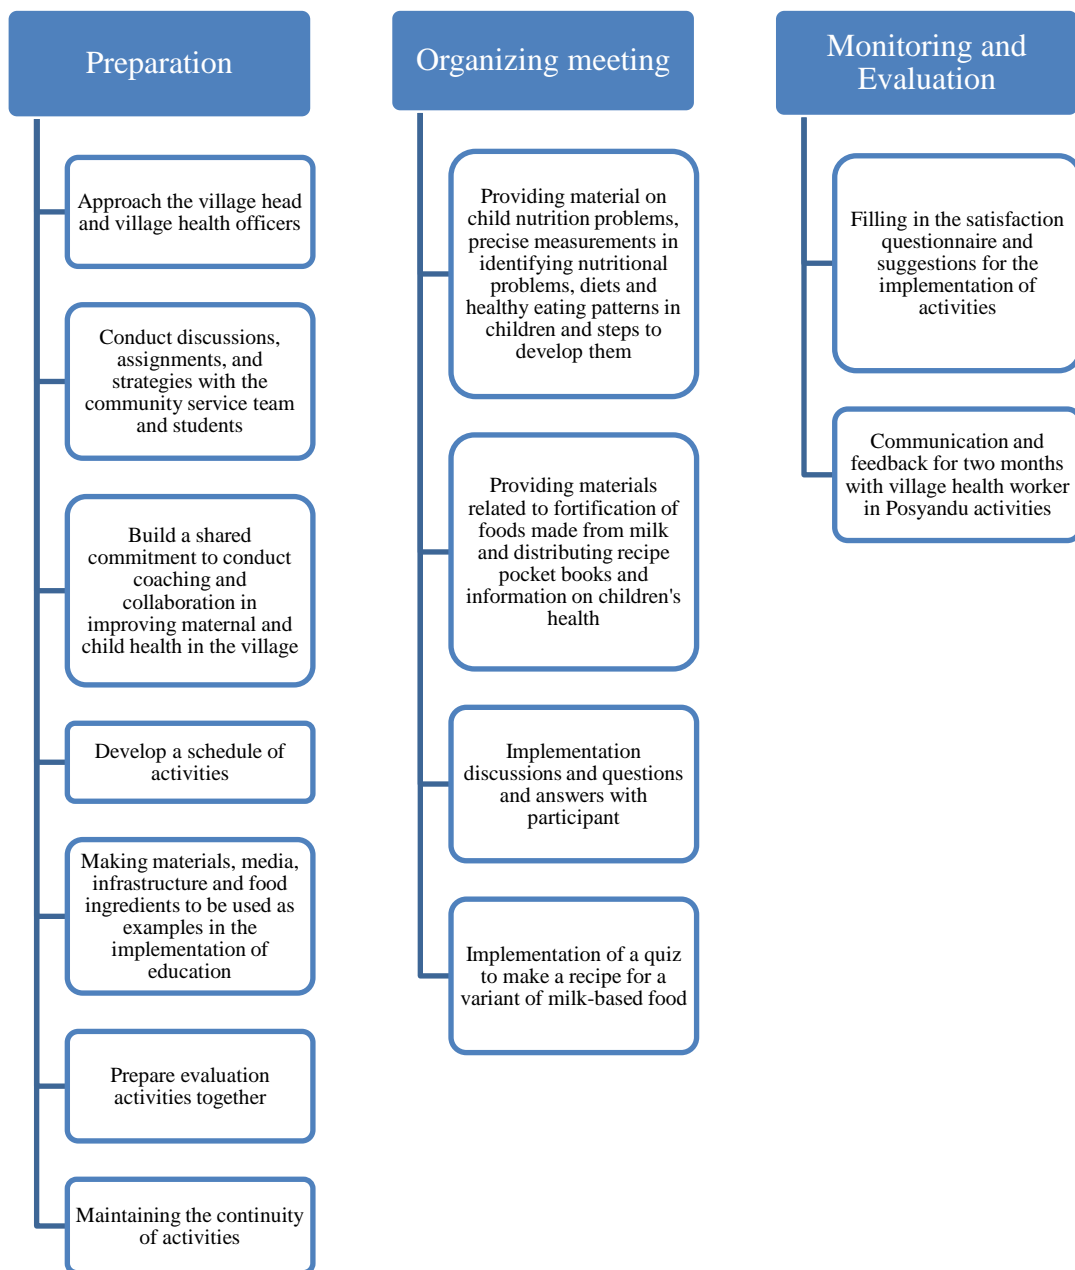 Preparation
Approach the village head
and village health officers
Conduct discussions,
assignments, and
strategies with the
community service team
and students
Build a shared
commitment to conduct
coaching and
collaboration in
improving maternal and
child health in the village
Develop a schedule of
activities
Making materials, media,
infrastructure and food
ingredients to be used as
examples in the
implementation of
education
Prepare evaluation
activities together
Maintaining the continuity
of activities
Organizing meeting
Providing material on
child nutrition problems,
precise measurements in
identifying nutritional
problems, diets and
healthy eating patterns in
children and steps to
develop them
Providing materials
related to fortification of
foods made from milk
and distributing recipe
pocket books and
information on children's
health
Implementation
discussions and questions
and answers with
participant
Implementation of a quiz
to make a recipe for a
variant of milk-based food
Monitoring and
Evaluation
Filling in the satisfaction
questionnaire and
suggestions for the
implementation of
activities
Communication and
feedback for two months
with village health worker
in Posyandu activities